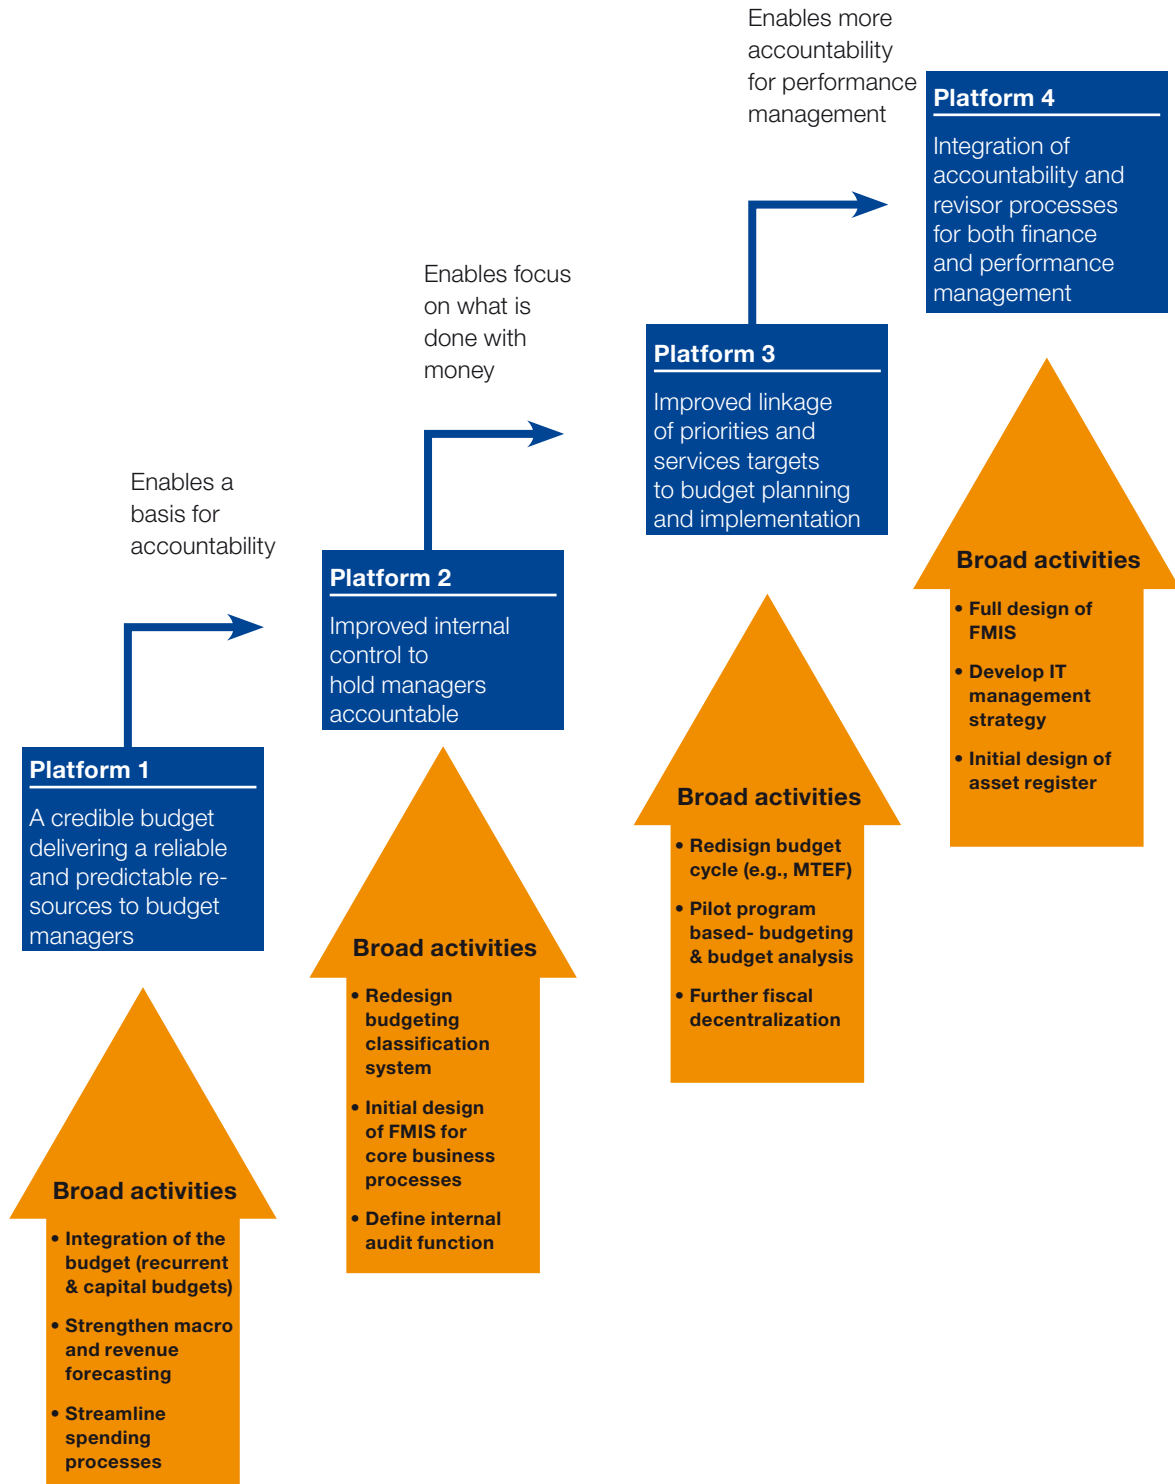 Enables more
accountability
for performance
management
Platform 4
Integration of
accountability and
revisor processes
for both finance
and performance
management
Enables focus
on what is
done with
money
Platform 3
Improved linkage
of priorities and
services targets
to budget planning
and implementation
Enables a
basis for
accountability
Platform 2
Improved internal
control to
hold managers
accountable
Platform 1
A credible budget
delivering a reliable
and predictable re-
sources to budget
managers
Broad activities
• Full design of
FMIS
• Develop IT
management
strategy
• Initial design of
asset register
Broad activities
• Redisign budget
cycle (e.g., MTEF)
• Pilot program
based- budgeting
& budget analysis
• Further fiscal
decentralization
Broad activities
• Redesign
budgeting
classification
system
• Initial design
of FMIS for
core business
processes
• Define internal
audit function
Broad activities
• Integration of the
budget (recurrent
& capital budgets)
• Strengthen macro
and revenue
forecasting
• Streamline
spending
processes